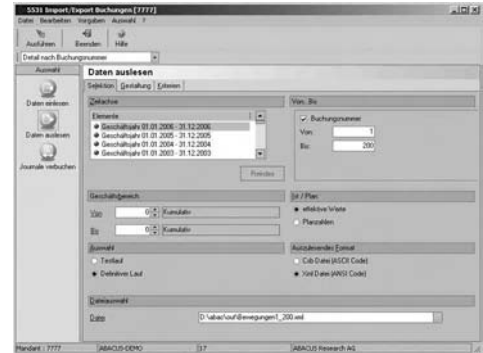 5531 Import/Export Buchungen [7777]
Datei Bearbeiten Vorgaben Auswahl ?
Ausführen Beenden Hilfe
Detail nach Buchungsnummer
Auswahl
Daten auslesen
Selektion Gestaltung Kriterien
Daten einlesen
Daten auslesen
Journale verbuchen
Zeitachse
Elemente
Geschäftsjahr 01.01.2006 - 31.12.2006
Geschäftsjahr 01.01.2005 - 31.12.2005
Geschäftsjahr 01.01.2004 - 31.12.2004
Geschäftsjahr 01.01.2003 - 31.12.2003
Von.. Bis
Buchungsnummer
Von: 1
Bis: 200
Geschäftsbereich
Von 0 Kumulativ
Bis 0 Kumulativ
Ist / Plan
effektive Werte
Planzahlen
Auswahl
Testlauf
Definitiver Lauf
Auszulesendes Format
Csb Datei (ASCII Code)
Xml Datei (ANSI Code)
Dateiauswahl
Datei D:\abac\out\Bewegungen1_200.xml
Mandant : 7777 ABACUS-DEMO 17 ABACUS Research AG